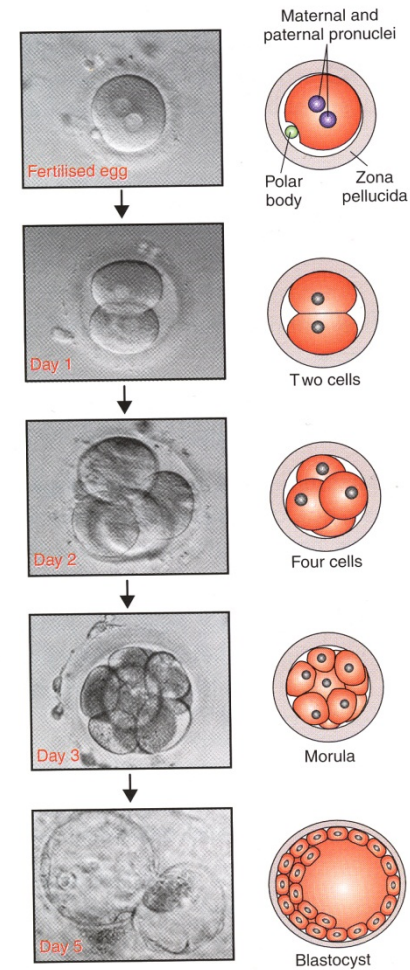 Maternal and
paternal pronuclei
Fertilised egg
Polar
body
Zona
pellucida
Day 1
Two cells
Day 2
Four cells
Day 3
Morula
Day 5
Blastocyst